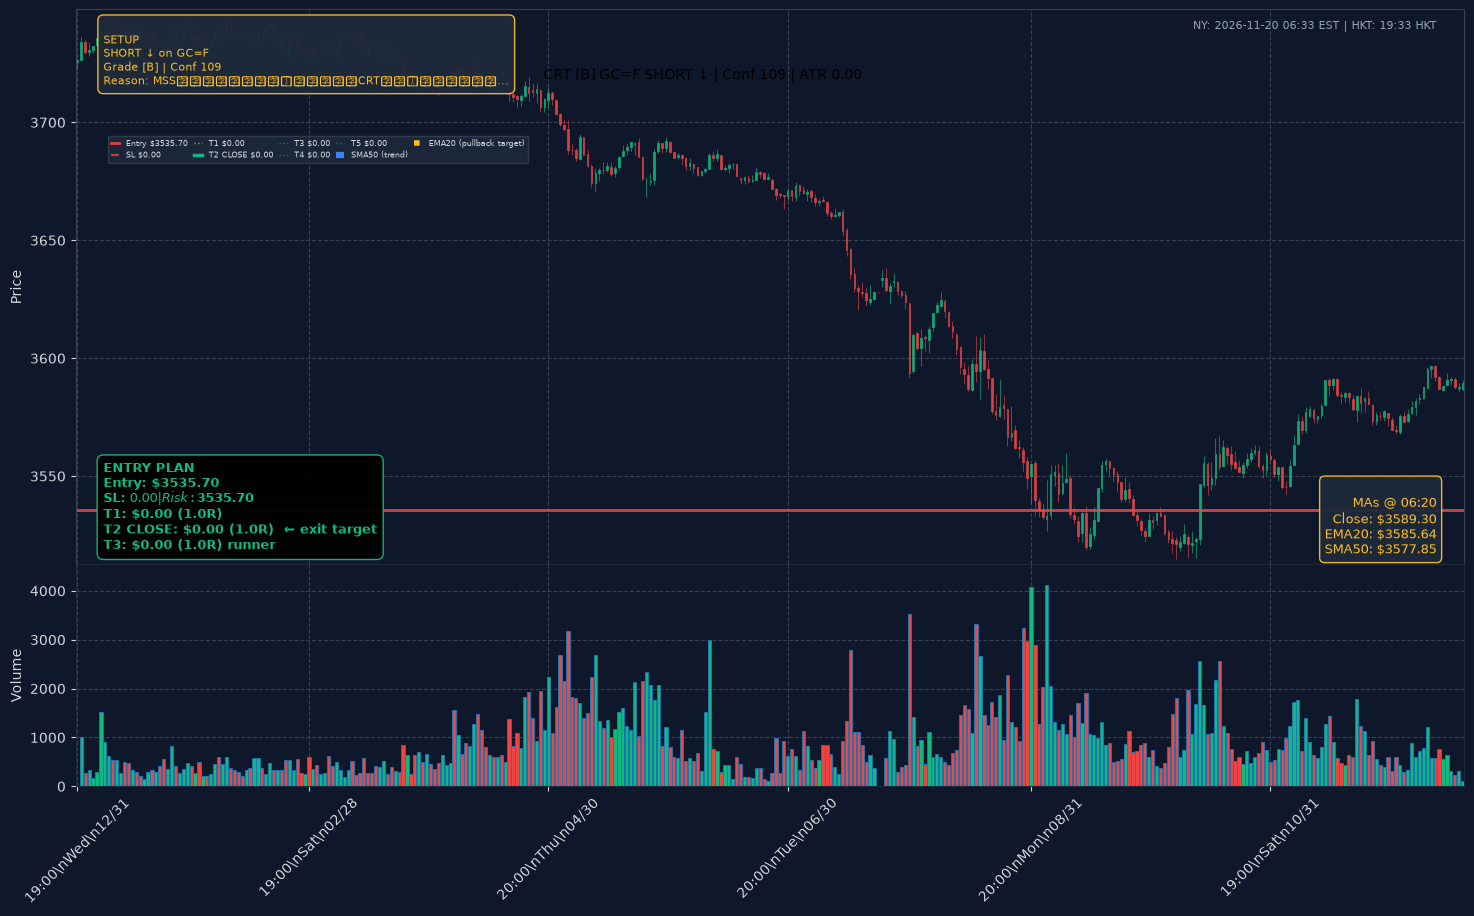 NY: 2026-11-20 06:33 EST | HKT: 19:33 HKT
SETUP
SHORT ↓ on GC=F
Grade [B] | Conf 109
Reason: MSS CRT ...
CRT [B] GC=F SHORT ↓ | Conf 109 | ATR 0.00
Entry $3535.70
SL $0.00
T1 $0.00
T2 CLOSE $0.00
T3 $0.00
T4 $0.00
T5 $0.00
SMA50 (trend)
EMA20 (pullback target)
Price
3700
3650
3600
3550
ENTRY PLAN
Entry: $3535.70
SL: 0.00|Risk:3535.70
T1: $0.00 (1.0R)
T2 CLOSE: $0.00 (1.0R) ← exit target
T3: $0.00 (1.0R) runner
MAs @ 06:20
Close: $3589.30
EMA20: $3585.64
SMA50: $3577.85
Volume
4000
3000
2000
1000
0
19:00\nWed\n12/31
19:00\nSat\n02/28
20:00\nThu\n04/30
20:00\nTue\n06/30
20:00\nMon\n08/31
19:00\nSat\n10/31